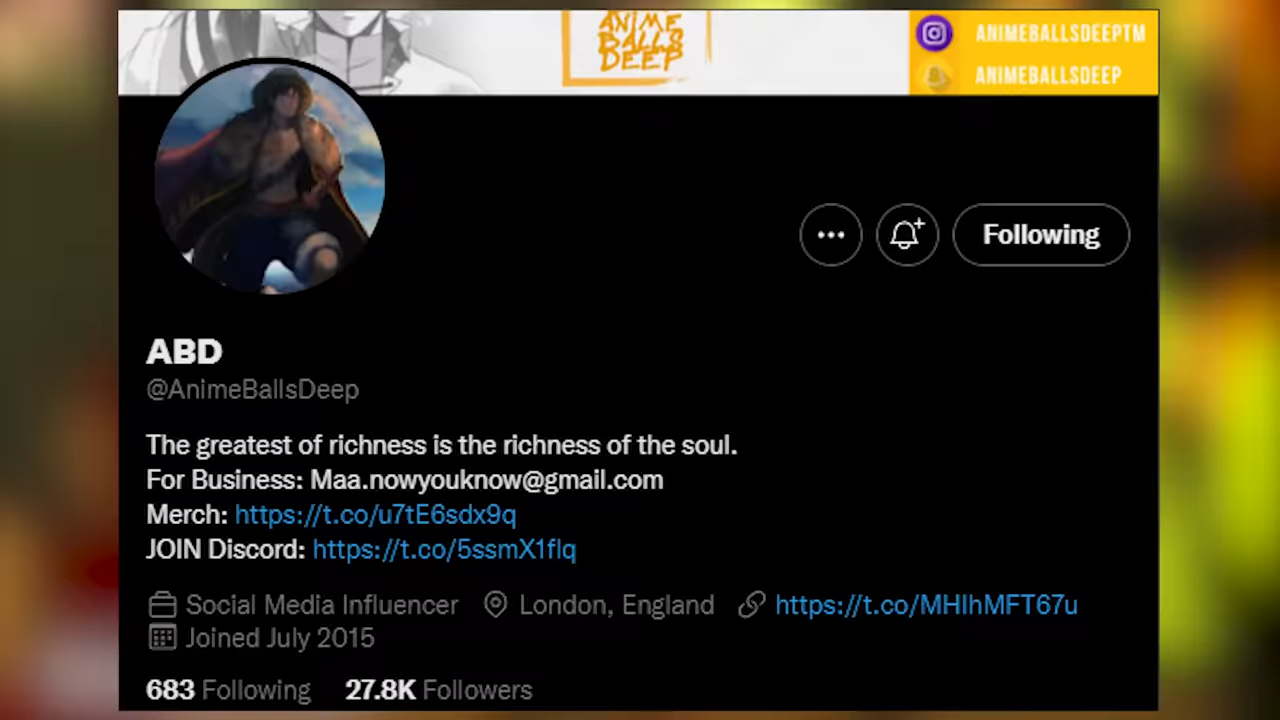 ANIME
BALLS
DEEP
ANIMEBALLSDEEPTM
ANIMEBALLSDEEP
Following
ABD
@AnimeBallsDeep
The greatest of richness is the richness of the soul.
For Business: Maa.nowyouknow@gmail.com
Merch: https://t.co/u7tE6sdx9q
JOIN Discord: https://t.co/5ssmX1flq
Social Media Influencer London, England https://t.co/MHIhMFT67u
Joined July 2015
683 Following 27.8K Followers